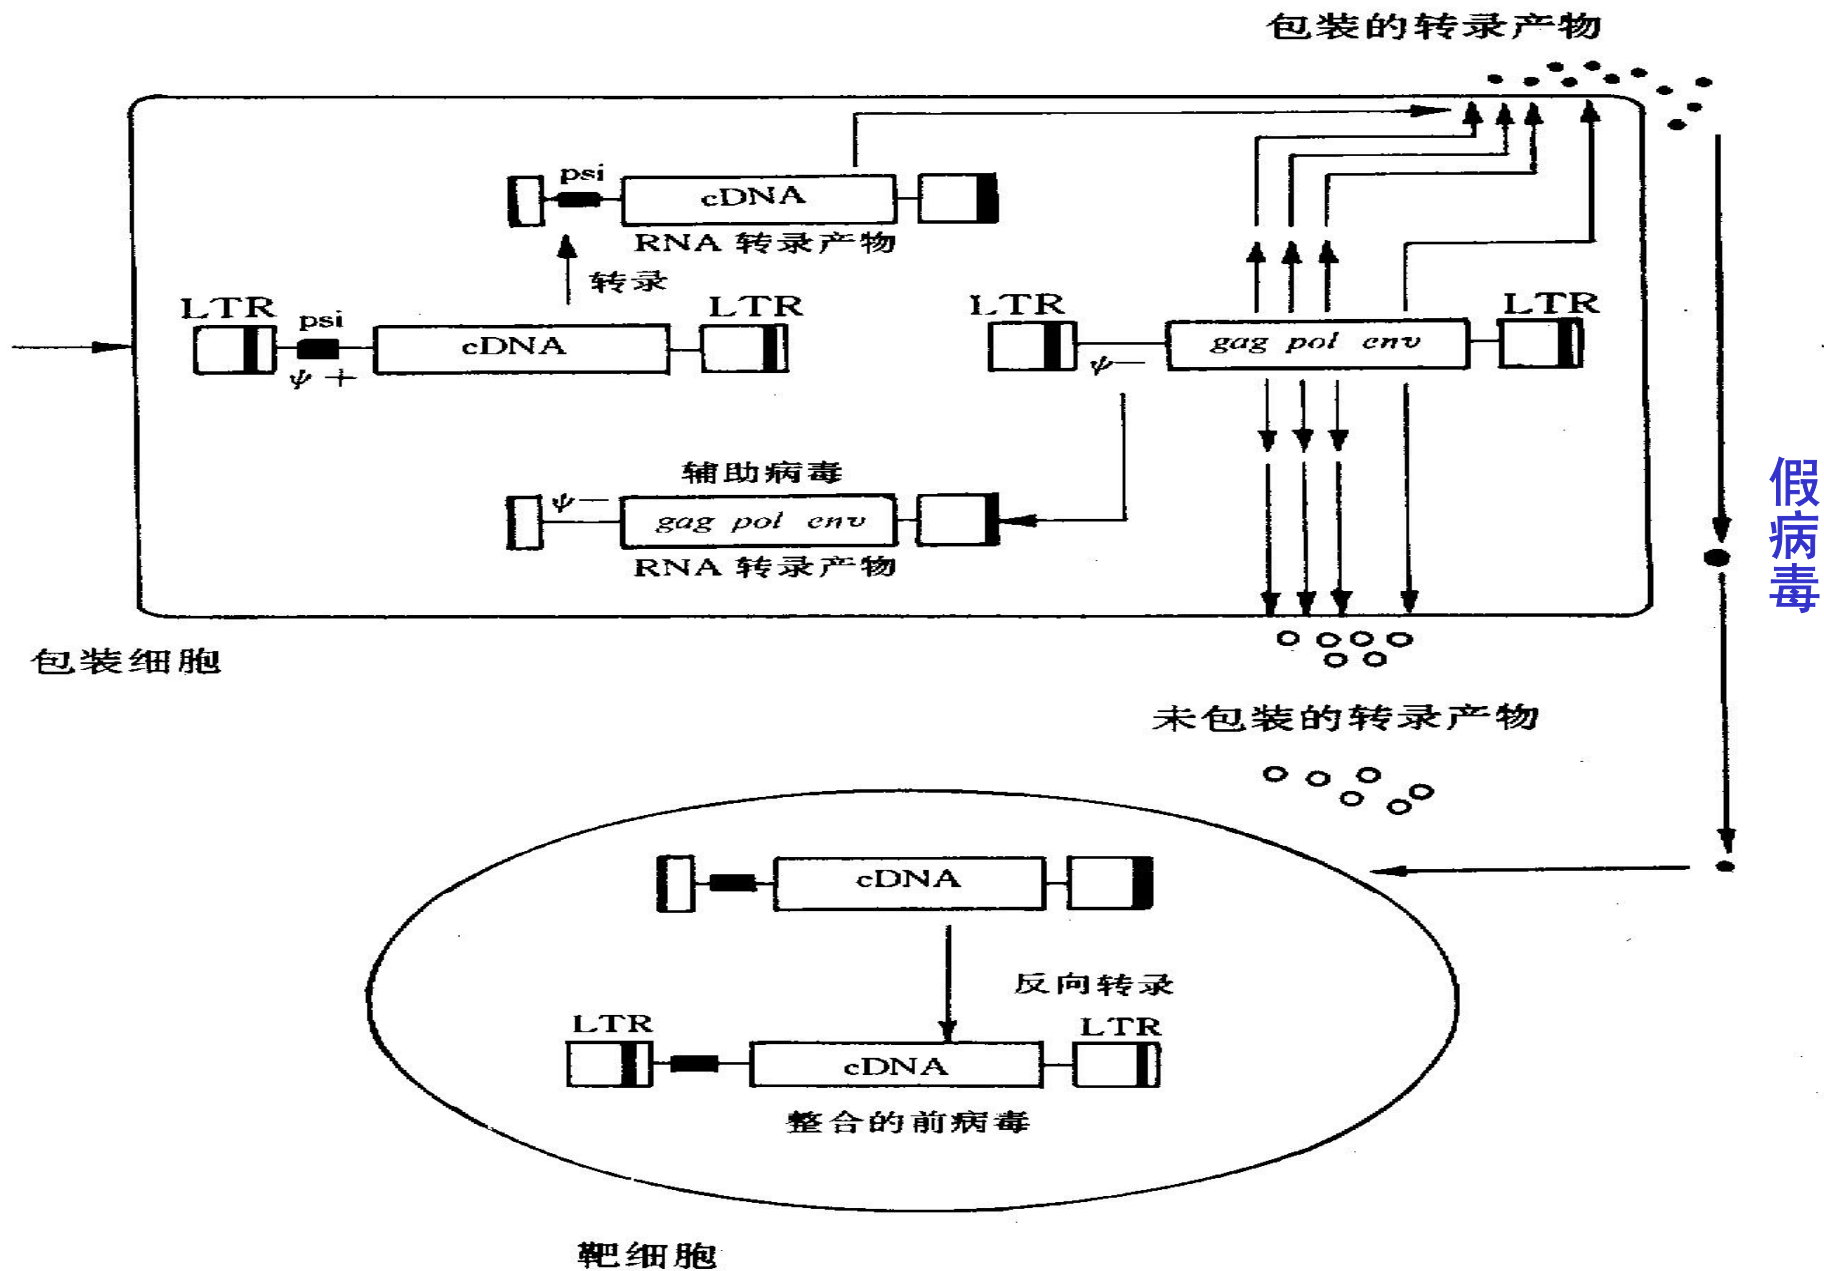 包装的转录产物
psi
cDNA
RNA 转录产物
转录
LTR
psi
ψ +
cDNA
LTR
LTR
ψ—
gag pol env
LTR
辅助病毒
ψ—
gag pol env
RNA 转录产物
假病毒
包装细胞
未包装的转录产物
cDNA
反向转录
LTR
cDNA
LTR
整合的前病毒
靶细胞